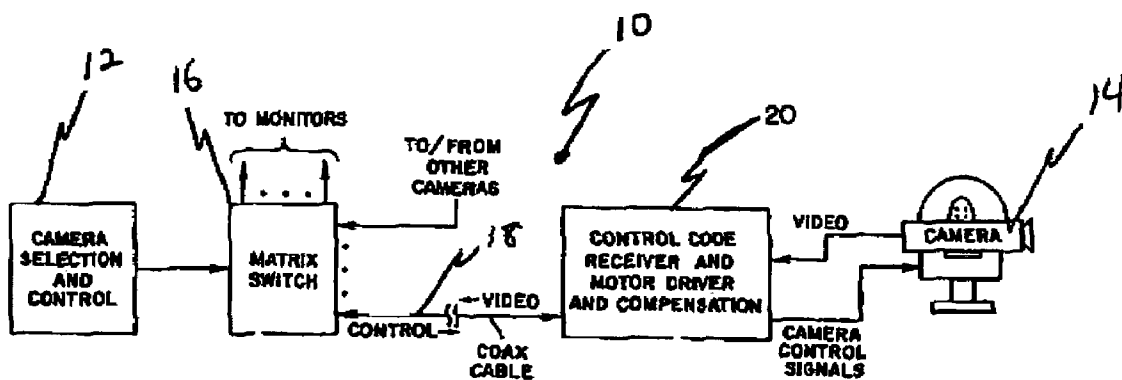 10
12
16
14
20
TO MONITORS
TO/FROM
OTHER
CAMERAS
18
VIDEO
CAMERA
CAMERA
SELECTION
AND
CONTROL
MATRIX
SWITCH
CONTROL CODE
RECEIVER AND
MOTOR DRIVER
AND COMPENSATION
VIDEO
CONTROL
COAX
CABLE
CAMERA
CONTROL
SIGNALS